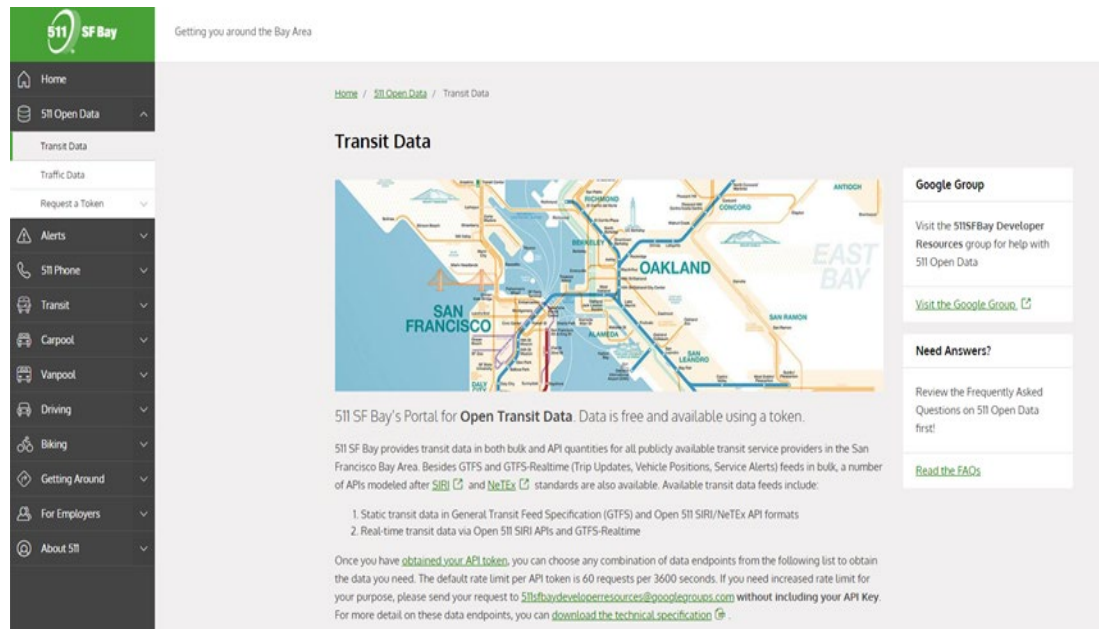 511 SF Bay
Getting you around the Bay Area
Home
511 Open Data
Transit Data
Traffic Data
Request a Token
Alerts
511 Phone
Transit
Carpool
Vanpool
Driving
Biking
Getting Around
For Employers
About 511
Home / 511 Open Data / Transit Data
Transit Data
RICHMOND
CONCORD
ANTIOCH
BERKELEY
EAST
BAY
OAKLAND
SAN
FRANCISCO
ALAMEDA
SAN RAMON
SAN
LEANDRO
DALY
CITY
511 SF Bay's Portal for Open Transit Data. Data is free and available using a token.
511 SF Bay provides transit data in both bulk and API quantities for all publicly available transit service providers in the San
Francisco Bay Area. Besides GTFS and GTFS-Realtime (Trip Updates, Vehicle Positions, Service Alerts) feeds in bulk, a number
of APIs modeled after SIRI and NeTEx standards are also available. Available transit data feeds include:
1. Static transit data in General Transit Feed Specification (GTFS) and Open 511 SIRI/NeTEx API formats
2. Real-time transit data via Open 511 SIRI APIs and GTFS-Realtime
Once you have obtained your API token, you can choose any combination of data endpoints from the following list to obtain
the data you need. The default rate limit per API token is 60 requests per 3600 seconds. If you need increased rate limit for
your purpose, please send your request to 511sfbaydeveloperresources@googlegroups.com without including your API Key.
For more detail on these data endpoints, you can download the technical specification .
Google Group
Visit the 511SFBay Developer
Resources group for help with
511 Open Data
Visit the Google Group
Need Answers?
Review the Frequently Asked
Questions on 511 Open Data
first!
Read the FAQs